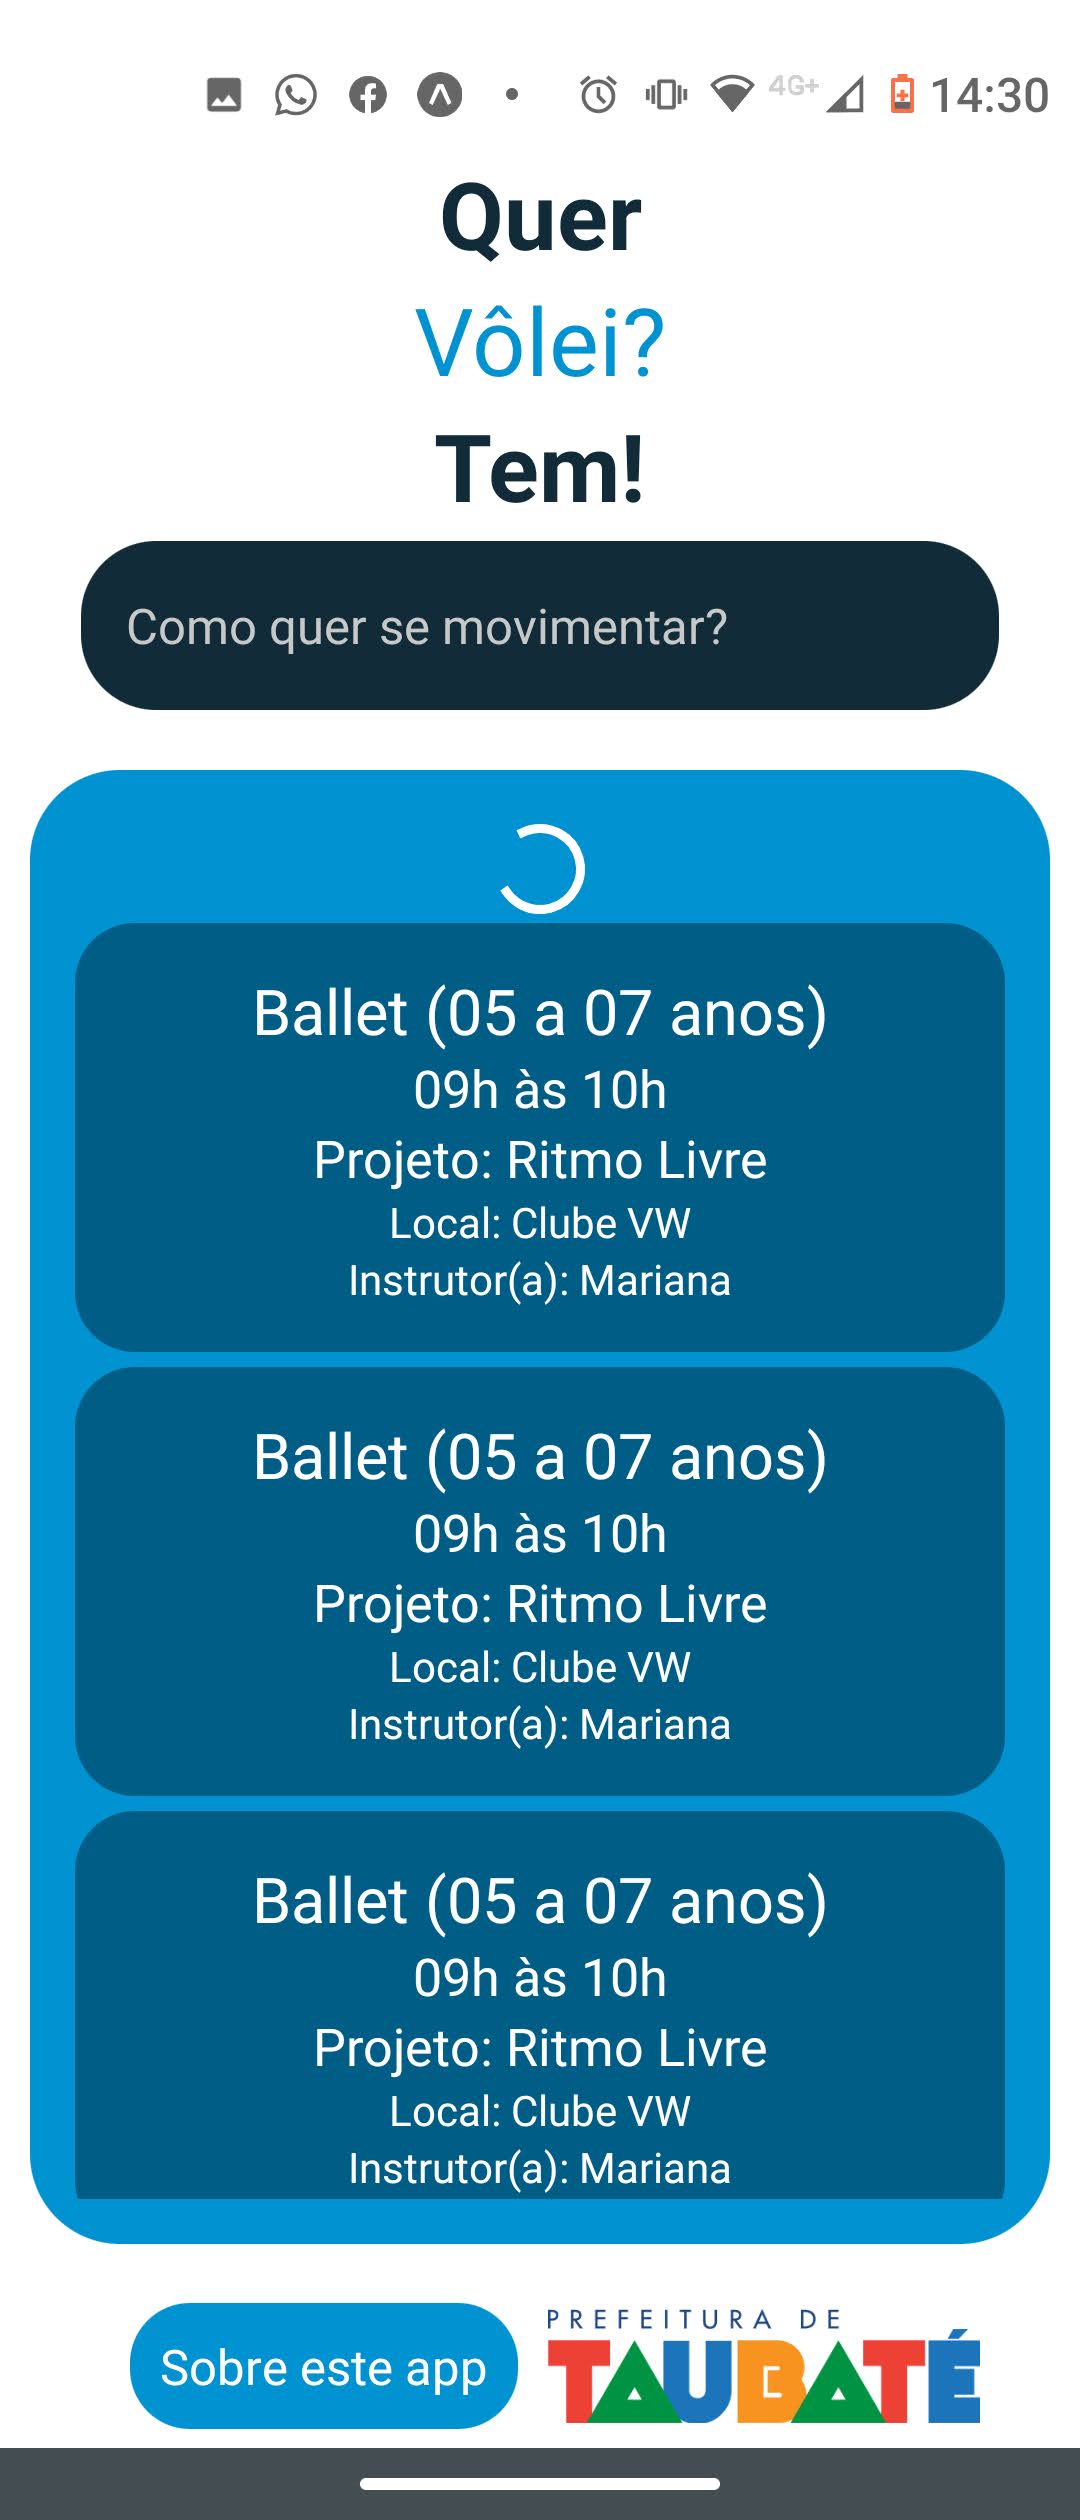 4G+ 14:30
Quer
Vôlei?
Tem!
Como quer se movimentar?
Ballet (05 a 07 anos)
09h às 10h
Projeto: Ritmo Livre
Local: Clube VW
Instrutor(a): Mariana
Ballet (05 a 07 anos)
09h às 10h
Projeto: Ritmo Livre
Local: Clube VW
Instrutor(a): Mariana
Ballet (05 a 07 anos)
09h às 10h
Projeto: Ritmo Livre
Local: Clube VW
Instrutor(a): Mariana
Sobre este app
PREFEITURA DE
TAUBATÉ